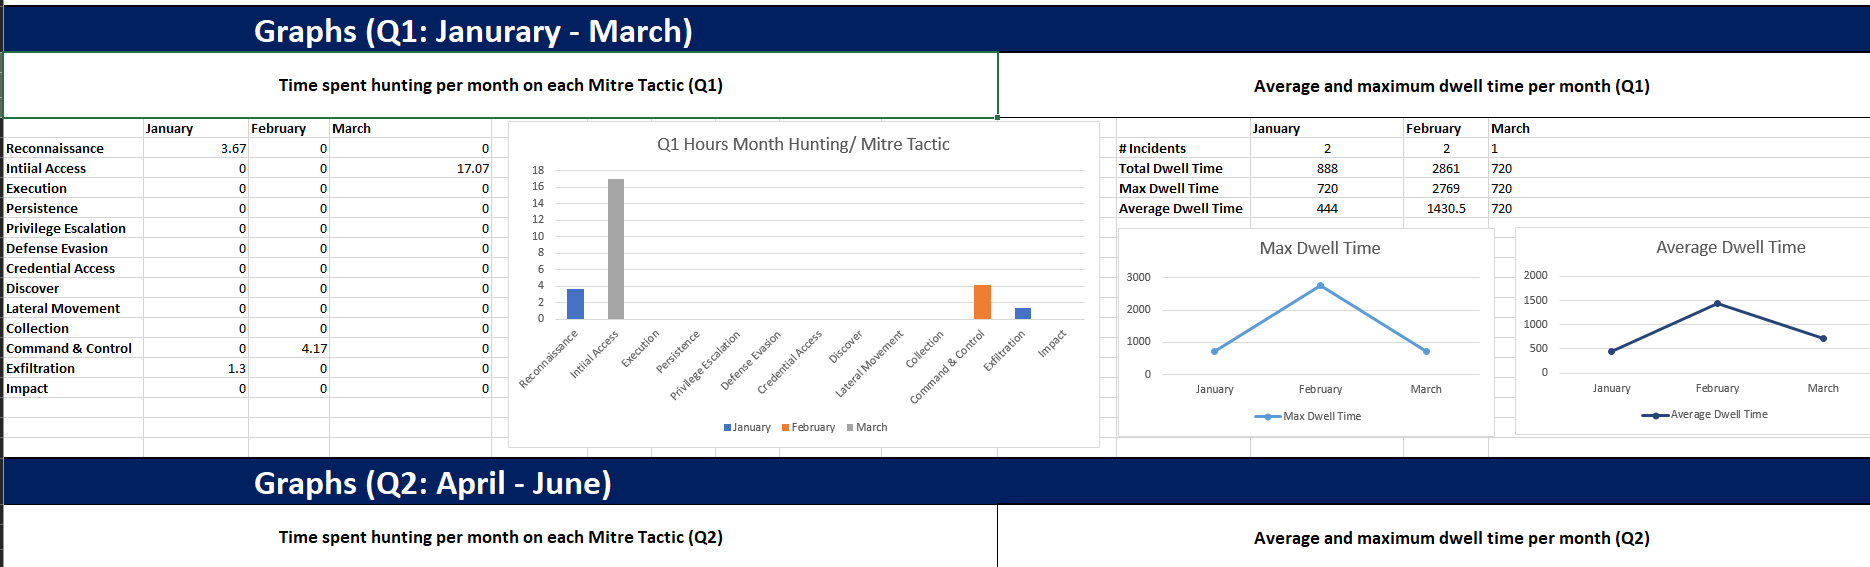 Graphs (Q1: Janurary - March)
Time spent hunting per month on each Mitre Tactic (Q1)
Average and maximum dwell time per month (Q1)
January February March
Reconnaissance 3.67 0 0
Intiial Access 0 0 17.07
Execution 0 0 0
Persistence 0 0 0
Privilege Escalation 0 0 0
Defense Evasion 0 0 0
Credential Access 0 0 0
Discover 0 0 0
Lateral Movement 0 0 0
Collection 0 0 0
Command & Control 0 4.17 0
Exfiltration 1.3 0 0
Impact 0 0 0
Q1 Hours Month Hunting/ Mitre Tactic
18
16
14
12
10
8
6
4
2
0
Reconnaissance
Intiial Access
Execution
Persistence
Privilege Escalation
Defense Evasion
Credential Access
Discover
Lateral Movement
Collection
Command & Control
Exfiltration
Impact
January February March
January February March
# Incidents 2 2 1
Total Dwell Time 888 2861 720
Max Dwell Time 720 2769 720
Average Dwell Time 444 1430.5 720
Max Dwell Time
3000
2000
1000
0
January February March
Max Dwell Time
Average Dwell Time
2000
1500
1000
500
0
January February March
Average Dwell Time
Graphs (Q2: April - June)
Time spent hunting per month on each Mitre Tactic (Q2)
Average and maximum dwell time per month (Q2)